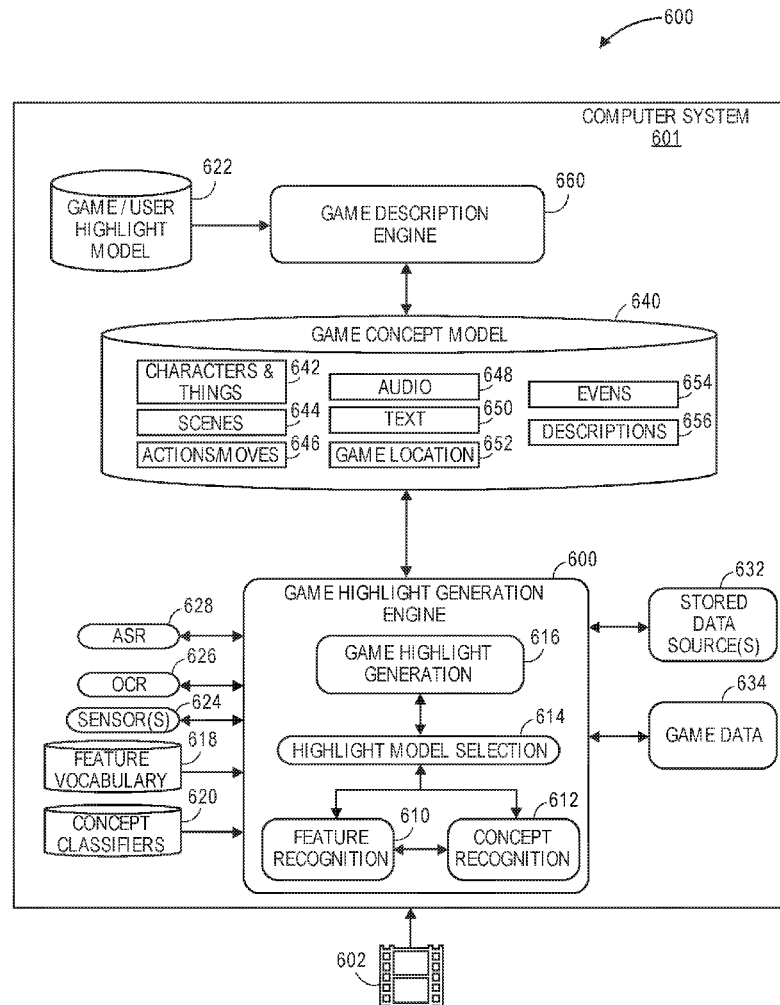 600
COMPUTER SYSTEM
601
622
GAME / USER
HIGHLIGHT
MODEL
660
GAME DESCRIPTION
ENGINE
640
GAME CONCEPT MODEL
CHARACTERS &
THINGS
642
SCENES
644
ACTIONS/MOVES
646
AUDIO
648
TEXT
650
GAME LOCATION
652
EVENS
654
DESCRIPTIONS
656
600
GAME HIGHLIGHT GENERATION
ENGINE
628
ASR
626
OCR
624
SENSOR(S)
618
FEATURE
VOCABULARY
620
CONCEPT
CLASSIFIERS
GAME HIGHLIGHT
GENERATION
616
614
HIGHLIGHT MODEL SELECTION
FEATURE
RECOGNITION
610
612
CONCEPT
RECOGNITION
632
STORED
DATA
SOURCE(S)
634
GAME DATA
602